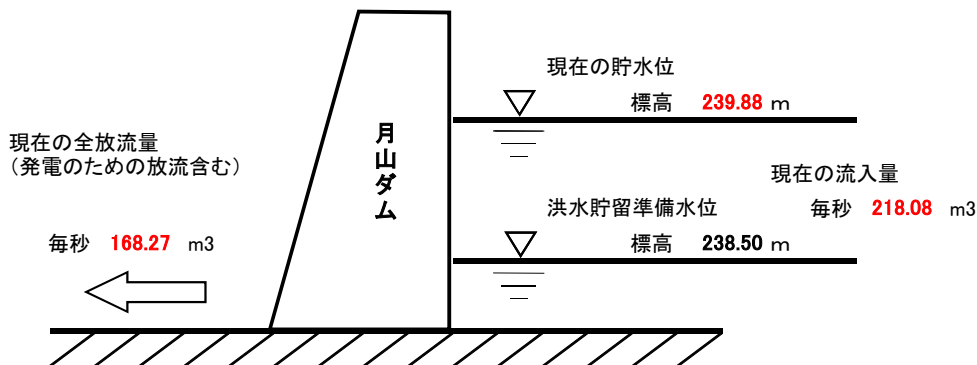 現在の貯水位
標高 239.88 m
現在の全放流量
（発電のための放流含む）
月山ダム
現在の流入量
毎秒 218.08 m3
洪水貯留準備水位
毎秒 168.27 m3
標高 238.50 m